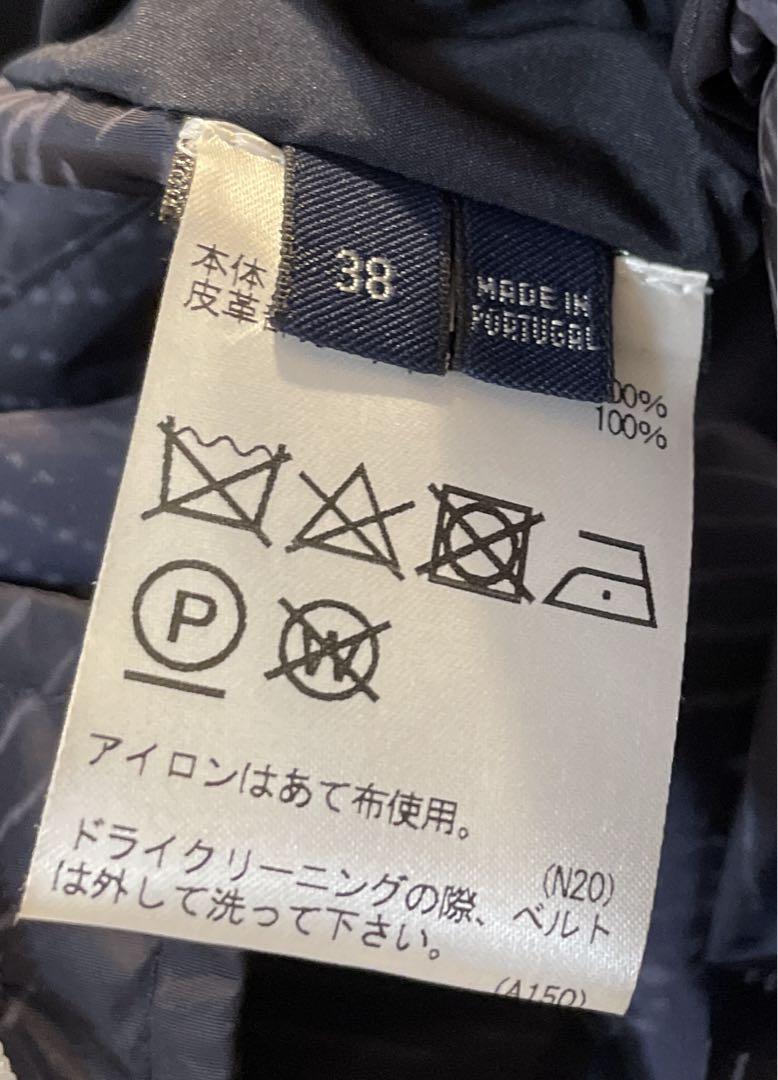 38
MADE IN
PORTUGAL
本体
皮革
00%
100%
P
W
アイロンはあて布使用。
(N20)
ドライクリーニングの際、ベルト
は外して洗って下さい。
(A150)